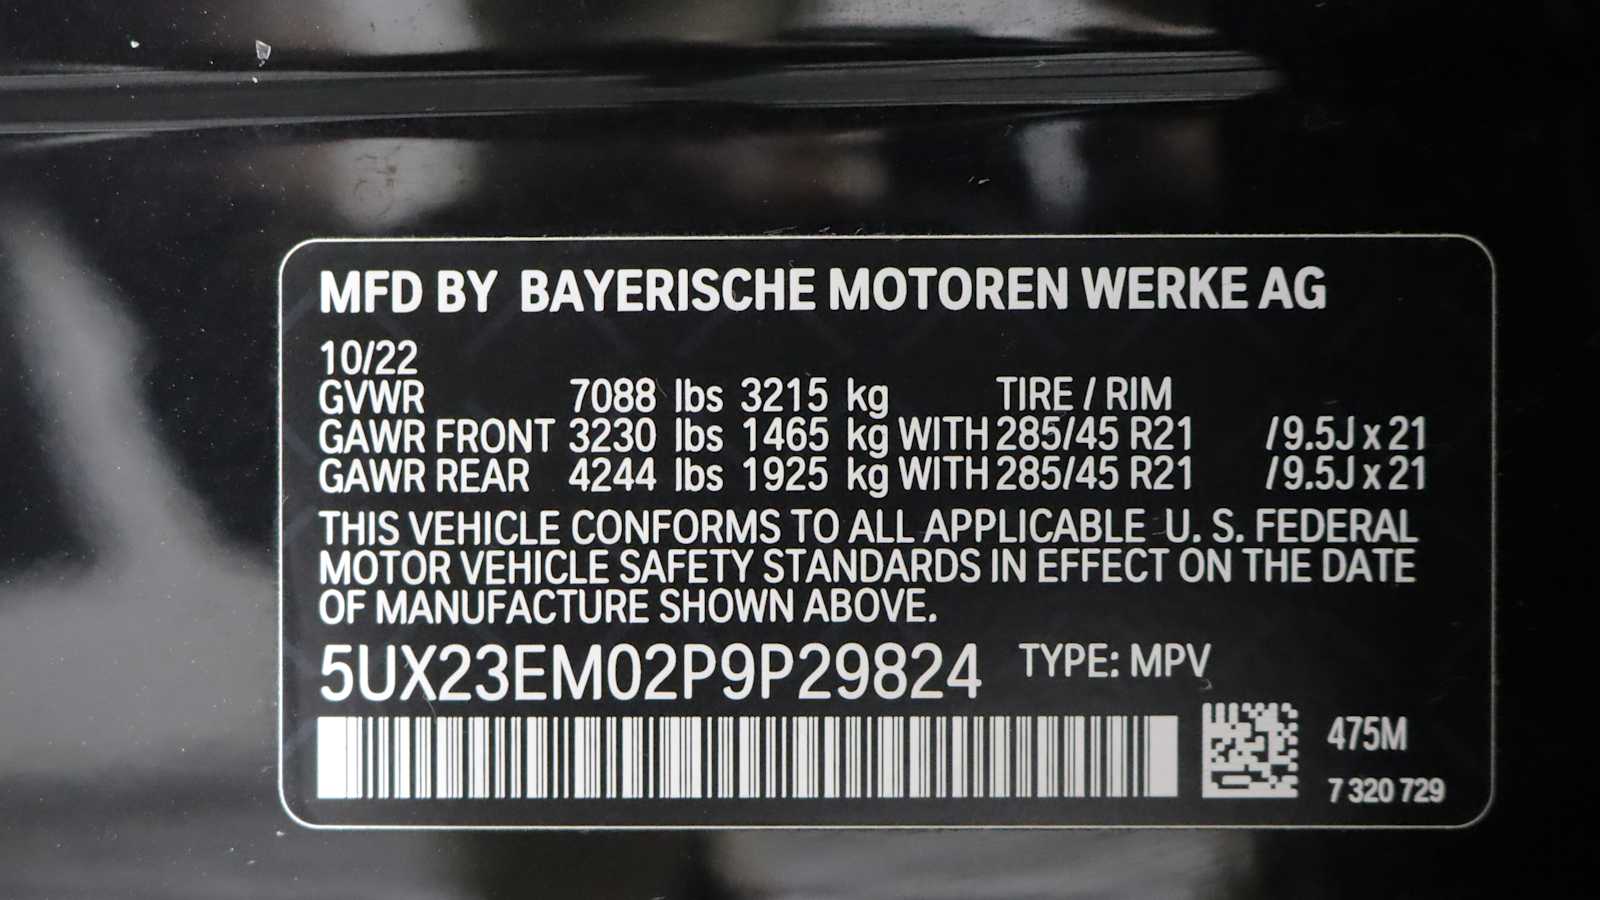 MFD BY BAYERISCHE MOTOREN WERKE AG
10/22
GVWR 7088 lbs 3215 kg TIRE / RIM
GAWR FRONT 3230 lbs 1465 kg WITH 285/45 R21 / 9.5J x 21
GAWR REAR 4244 lbs 1925 kg WITH 285/45 R21 / 9.5J x 21
THIS VEHICLE CONFORMS TO ALL APPLICABLE U. S. FEDERAL
MOTOR VEHICLE SAFETY STANDARDS IN EFFECT ON THE DATE
OF MANUFACTURE SHOWN ABOVE.
5UX23EM02P9P29824 TYPE: MPV
475M
7 320 729